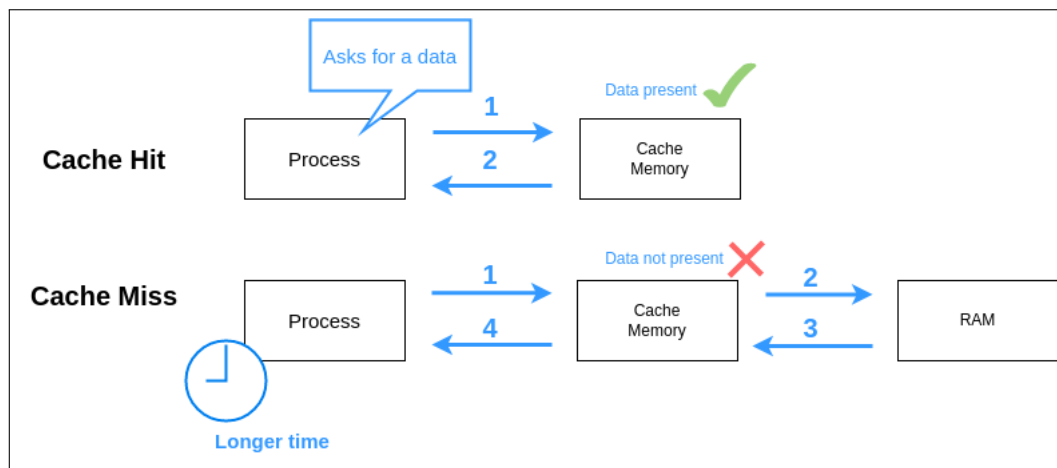 Asks for a data
Data present
1
Cache Hit
Process
2
Cache
Memory
Data not present
1
2
Cache Miss
Process
4
Cache
Memory
3
RAM
Longer time